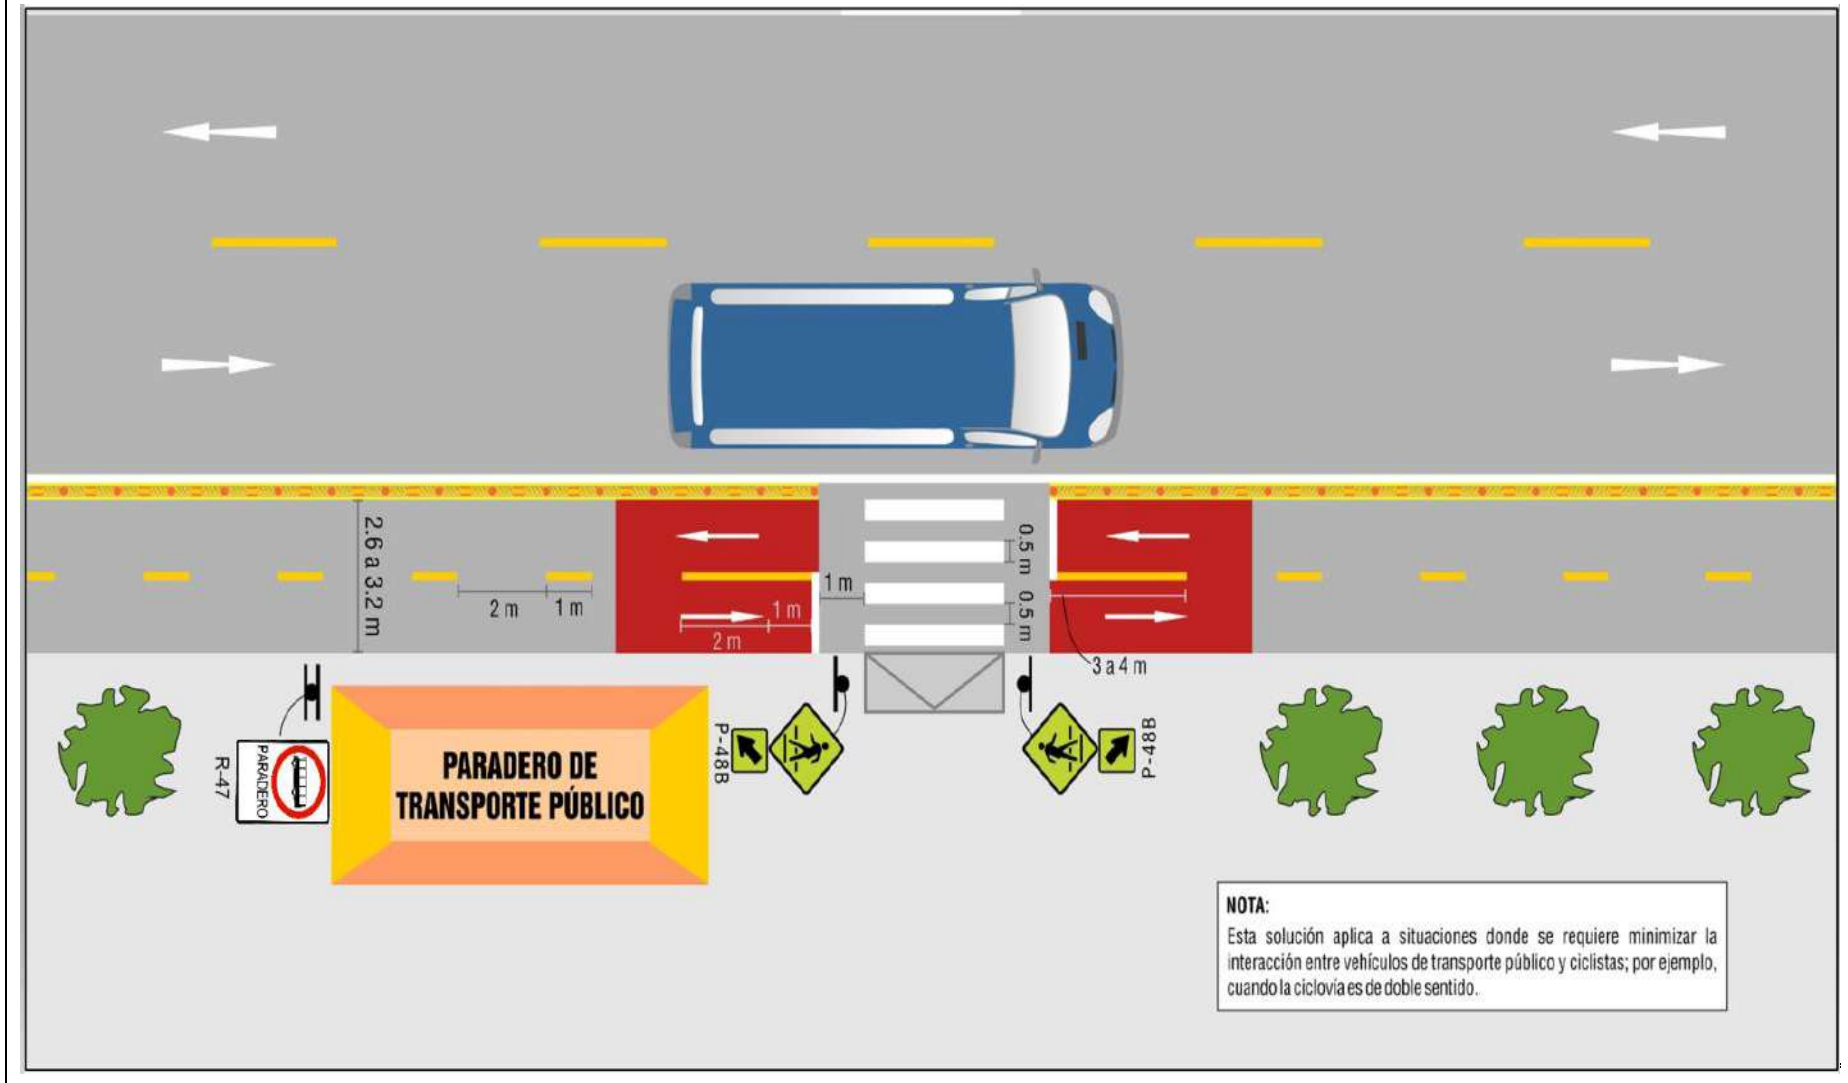 2.6 a 3.2 m
2 m
1 m
1 m
2 m
1 m
0.5 m
0.5 m
3 a 4 m
PARADERO
R-47
PARADERO DE
TRANSPORTE PÚBLICO
P-48B
P-48B
NOTA:
Esta solución aplica a situaciones donde se requiere minimizar la
interacción entre vehículos de transporte público y ciclistas; por ejemplo,
cuando la ciclovía es de doble sentido.